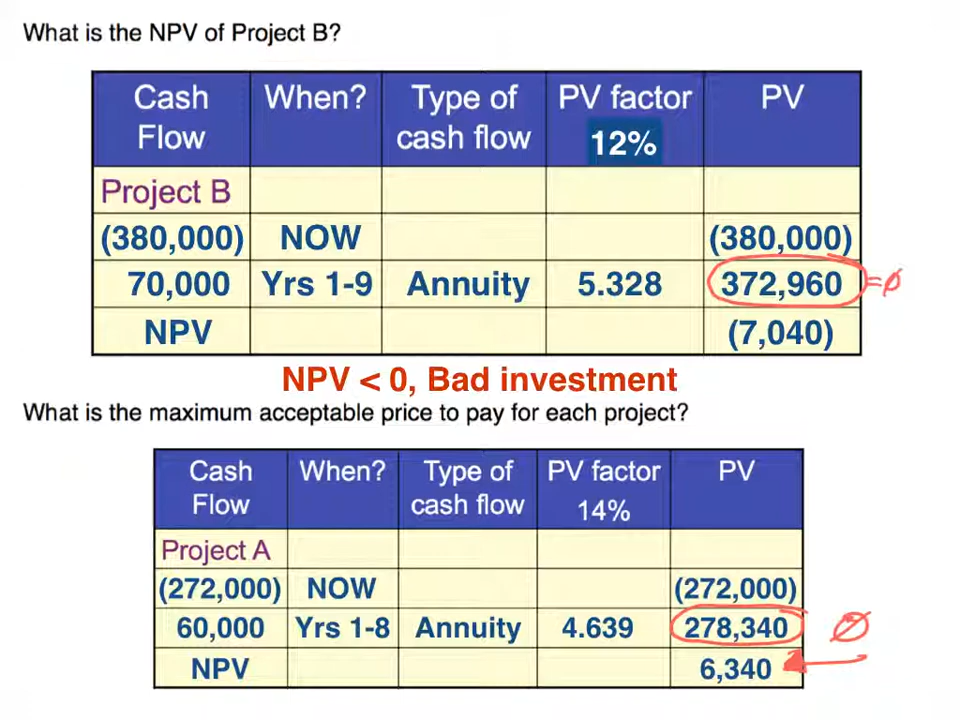 What is the NPV of Project B?
Cash Flow When? Type of cash flow PV factor 12% PV
Project B
(380,000) NOW (380,000)
70,000 Yrs 1-9 Annuity 5.328 372,960 =0
NPV (7,040)
NPV < 0, Bad investment
What is the maximum acceptable price to pay for each project?
Cash Flow When? Type of cash flow PV factor 14% PV
Project A
(272,000) NOW (272,000)
60,000 Yrs 1-8 Annuity 4.639 278,340 0
NPV 6,340